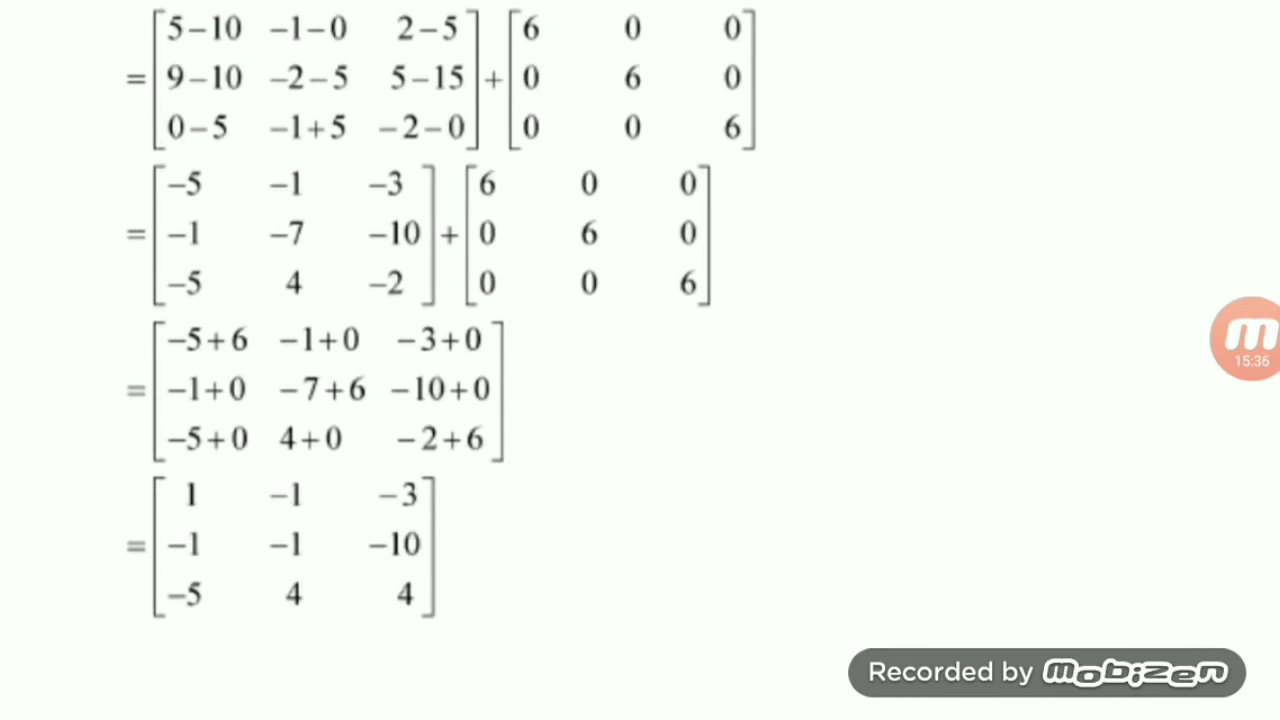 5−10 −1−0 2−5 6 0 0
= 9−10 −2−5 5−15 + 0 6 0
0−5 −1+5 −2−0 0 0 6
−5 −1 −3 6 0 0
= −1 −7 −10 + 0 6 0
−5 4 −2 0 0 6
−5+6 −1+0 −3+0
= −1+0 −7+6 −10+0
−5+0 4+0 −2+6
1 −1 −3
= −1 −1 −10
−5 4 4
m
15:36
Recorded by mobizen